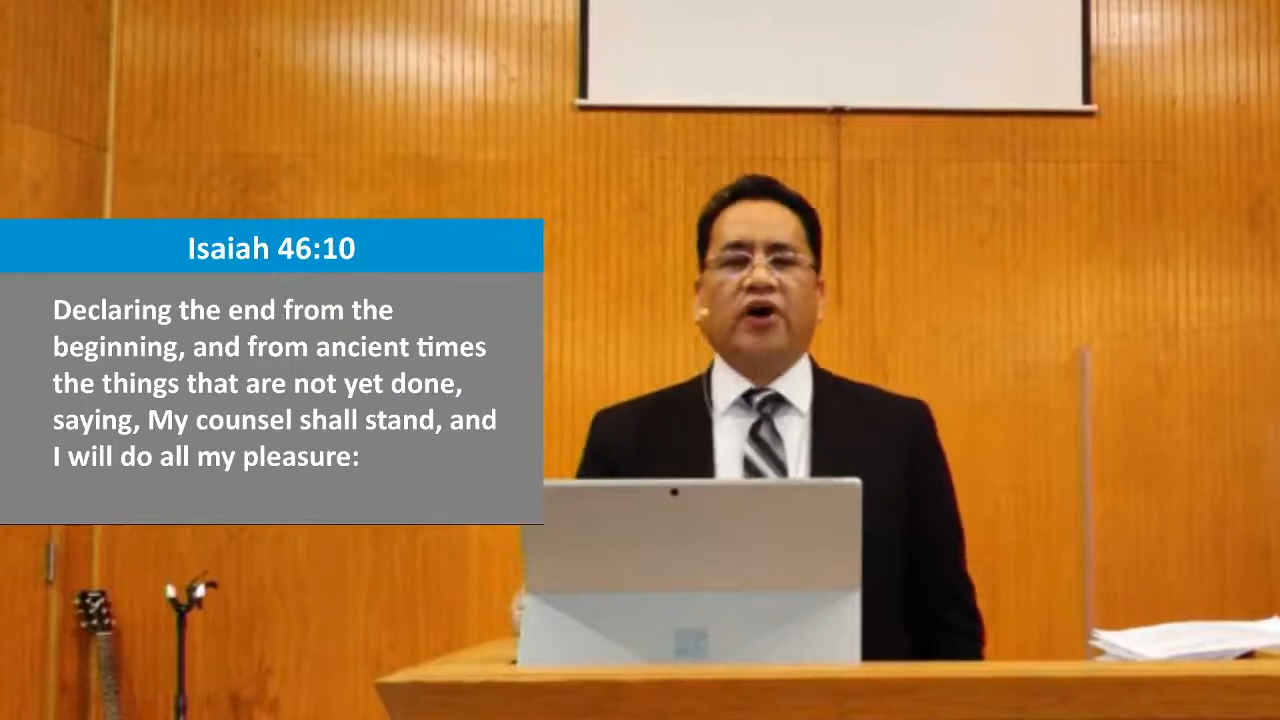 Isaiah 46:10
Declaring the end from the
beginning, and from ancient times
the things that are not yet done,
saying, My counsel shall stand, and
I will do all my pleasure: